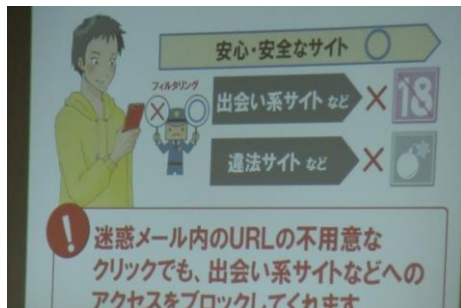 安心・安全なサイト
フィルタリング
出会い系サイト など
18
違法サイト など
!
迷惑メール内のURLの不用意な
クリックでも、出会い系サイトなどへの
アクセスをブロックしてくれます